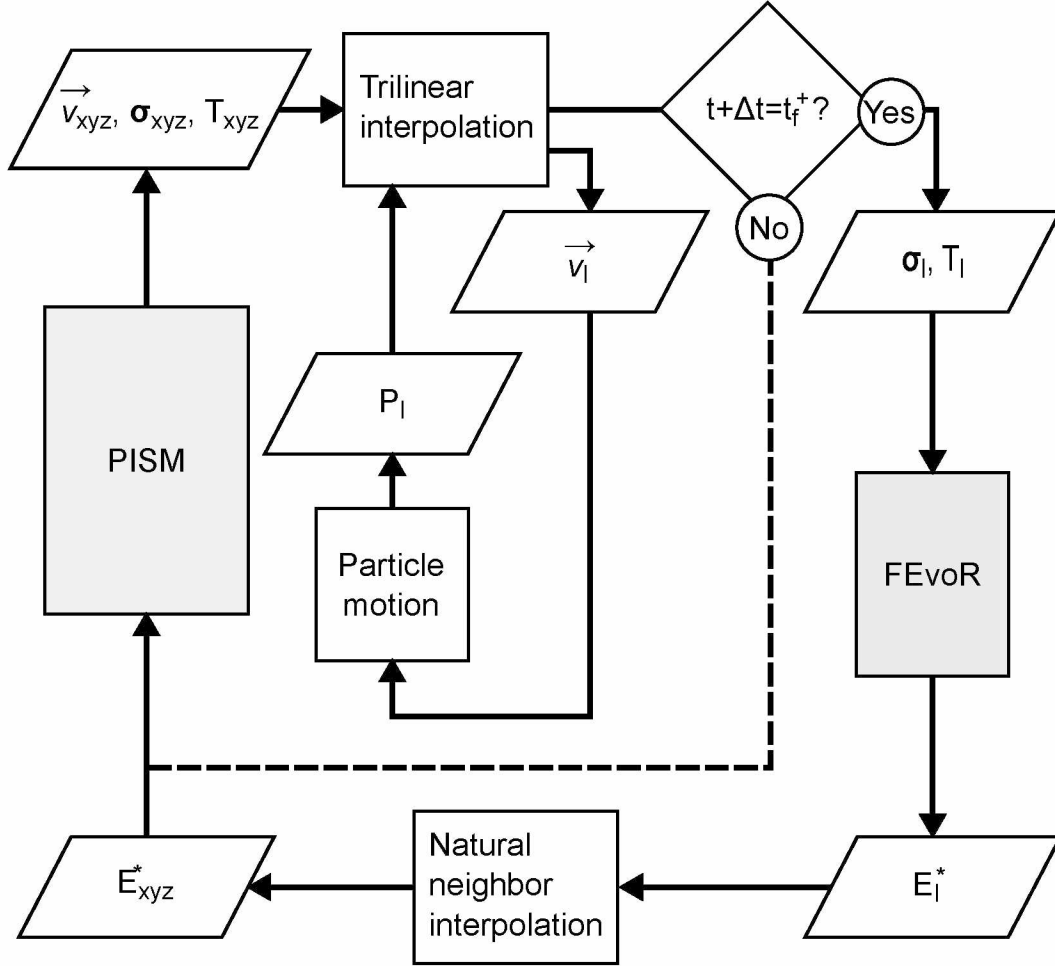 v⃗xyz, σxyz, Txyz
Trilinear
interpolation
t+Δt=tf+?
Yes
No
v⃗l
σl, Tl
Pl
PISM
Particle
motion
FEvoR
E*xyz
Natural
neighbor
interpolation
El*